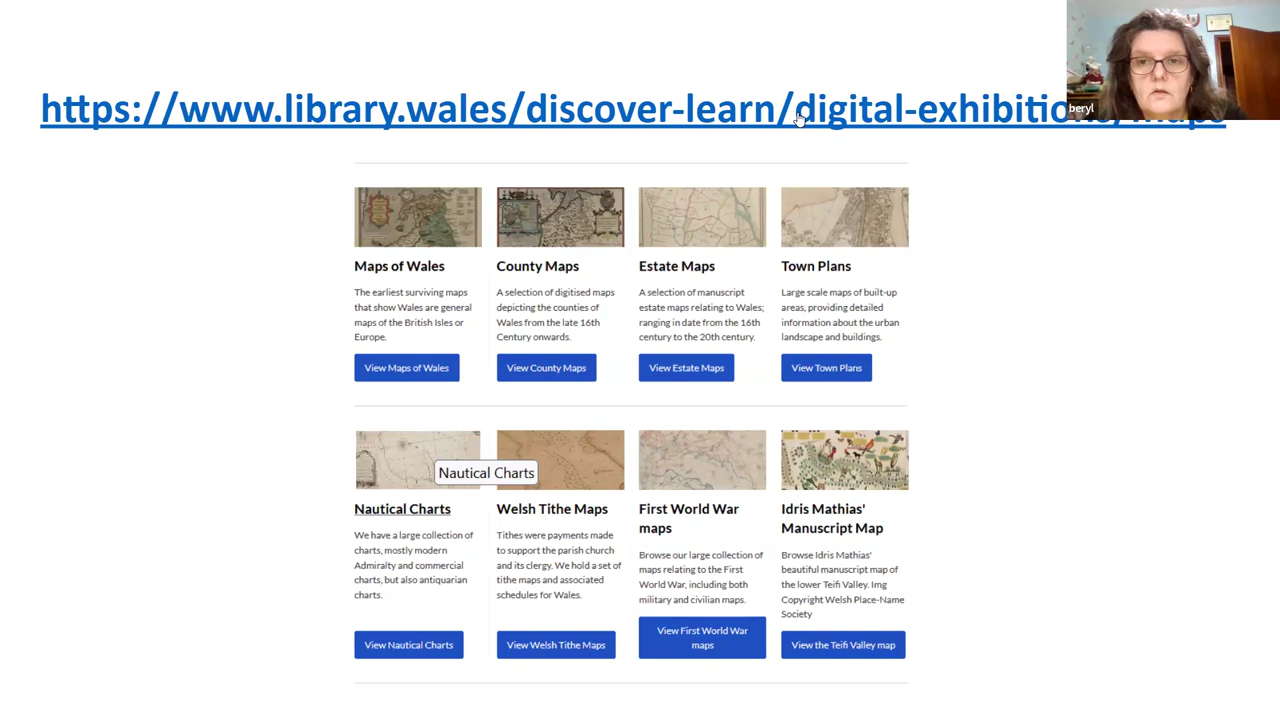 https://www.library.wales/discover-learn/digital-exhibitions/maps
beryl
Maps of Wales
The earliest surviving maps
that show Wales are general
maps of the British Isles or
Europe.
View Maps of Wales
County Maps
A selection of digitised maps
depicting the counties of
Wales from the late 16th
Century onwards.
View County Maps
Estate Maps
A selection of manuscript
estate maps relating to Wales;
ranging in date from the 16th
century to the 20th century.
View Estate Maps
Town Plans
Large scale maps of built-up
areas, providing detailed
information about the urban
landscape and buildings.
View Town Plans
Nautical Charts
Nautical Charts
We have a large collection of
charts, mostly modern
Admiralty and commercial
charts, but also antiquarian
charts.
View Nautical Charts
Welsh Tithe Maps
Tithes were payments made
to support the parish church
and its clergy. We hold a set of
tithe maps and associated
schedules for Wales.
View Welsh Tithe Maps
First World War
maps
Browse our large collection of
maps relating to the First
World War, including both
military and civilian maps.
View First World War
maps
Idris Mathias'
Manuscript Map
Browse Idris Mathias'
beautiful manuscript map of
the lower Teifi Valley. Img
Copyright Welsh Place-Name
Society
View the Teifi Valley map